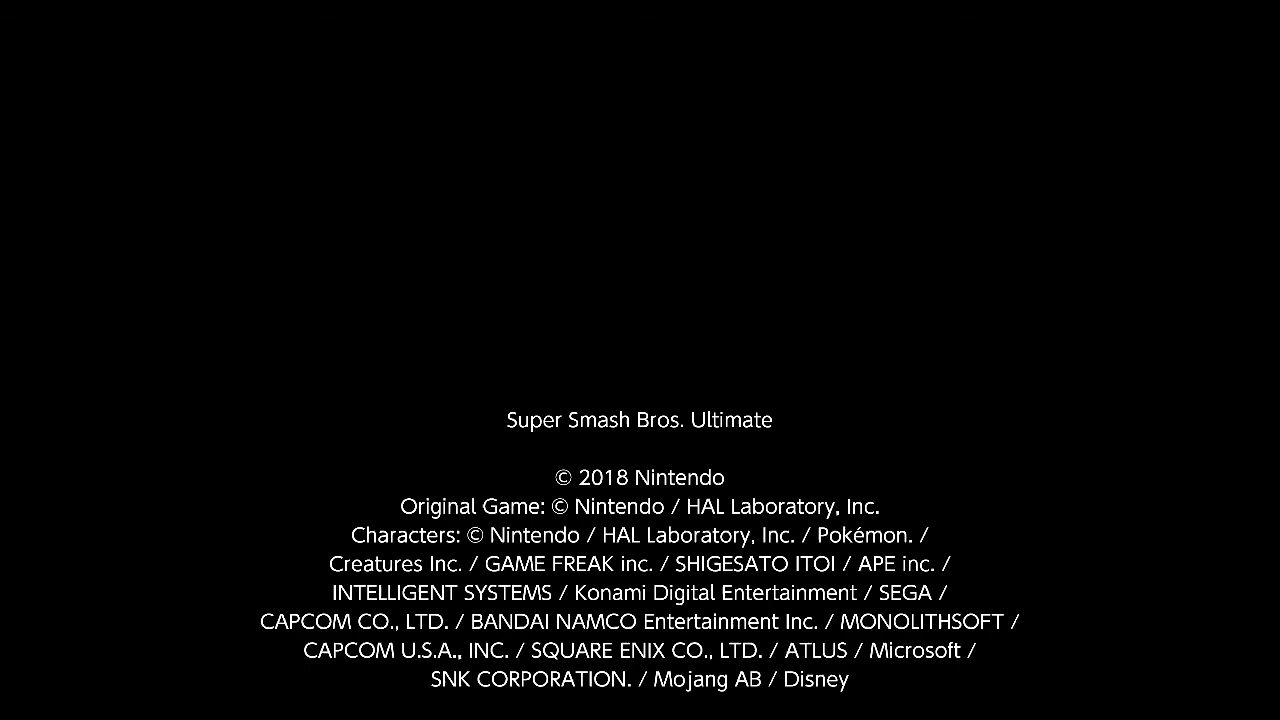 Super Smash Bros. Ultimate
© 2018 Nintendo
Original Game: © Nintendo / HAL Laboratory, Inc.
Characters: © Nintendo / HAL Laboratory, Inc. / Pokémon. /
Creatures Inc. / GAME FREAK inc. / SHIGESATO ITOI / APE inc. /
INTELLIGENT SYSTEMS / Konami Digital Entertainment / SEGA /
CAPCOM CO., LTD. / BANDAI NAMCO Entertainment Inc. / MONOLITHSOFT /
CAPCOM U.S.A., INC. / SQUARE ENIX CO., LTD. / ATLUS / Microsoft /
SNK CORPORATION. / Mojang AB / Disney